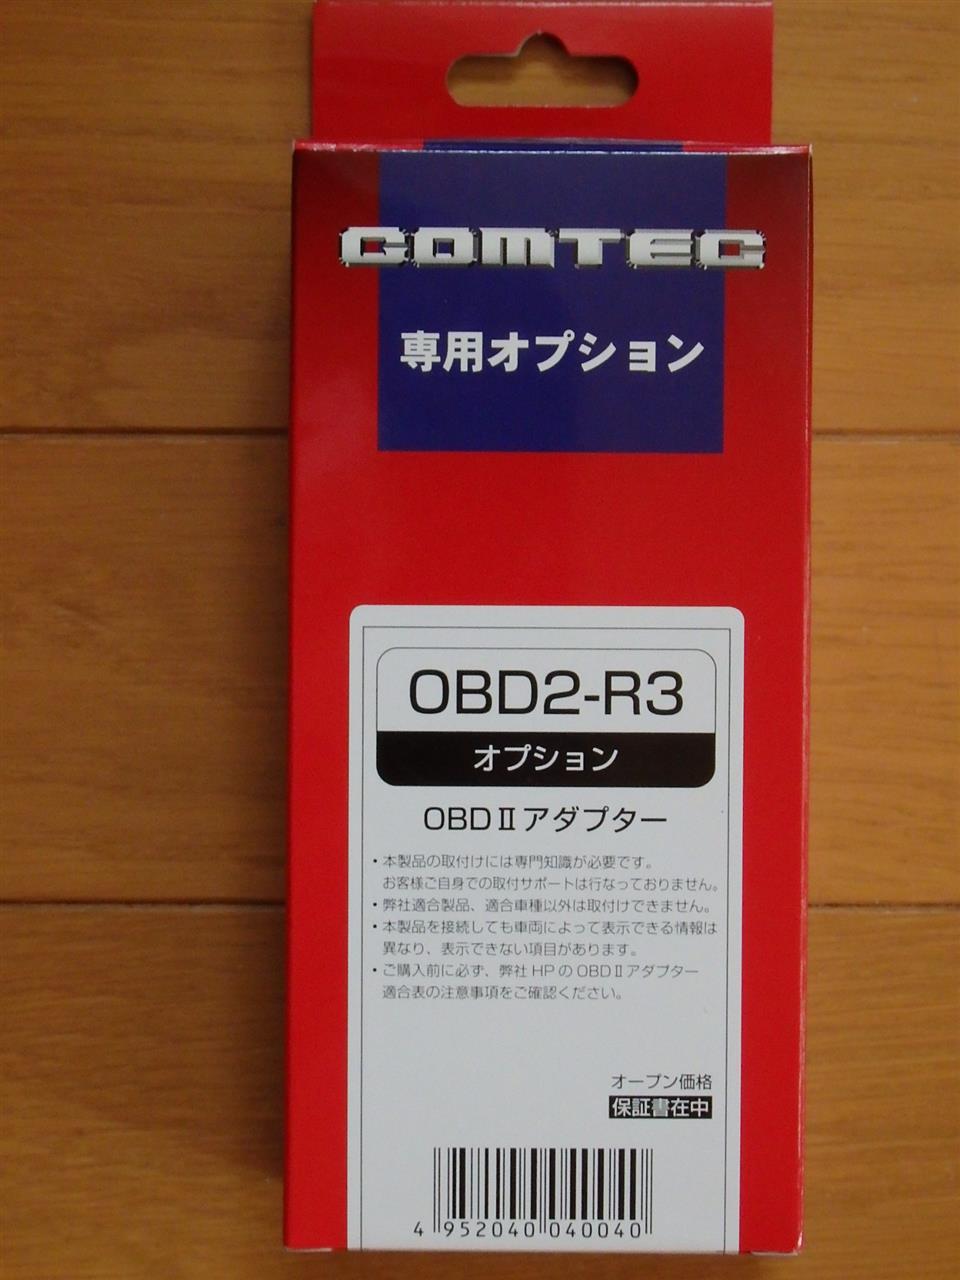 COMTEC
専用オプション
OBD2-R3
オプション
OBDⅡアダプター
・本製品の取付けには専門知識が必要です。
お客様ご自身での取付サポートは行なっておりません。
・弊社適合製品、適合車種以外は取付けできません。
・本製品を接続しても車両によって表示できる情報は
異なり、表示できない項目があります。
・ご購入前に必ず、弊社HPのOBDⅡアダプター
適合表の注意事項をご確認ください。
オープン価格
保証書在中
4 952040 040040